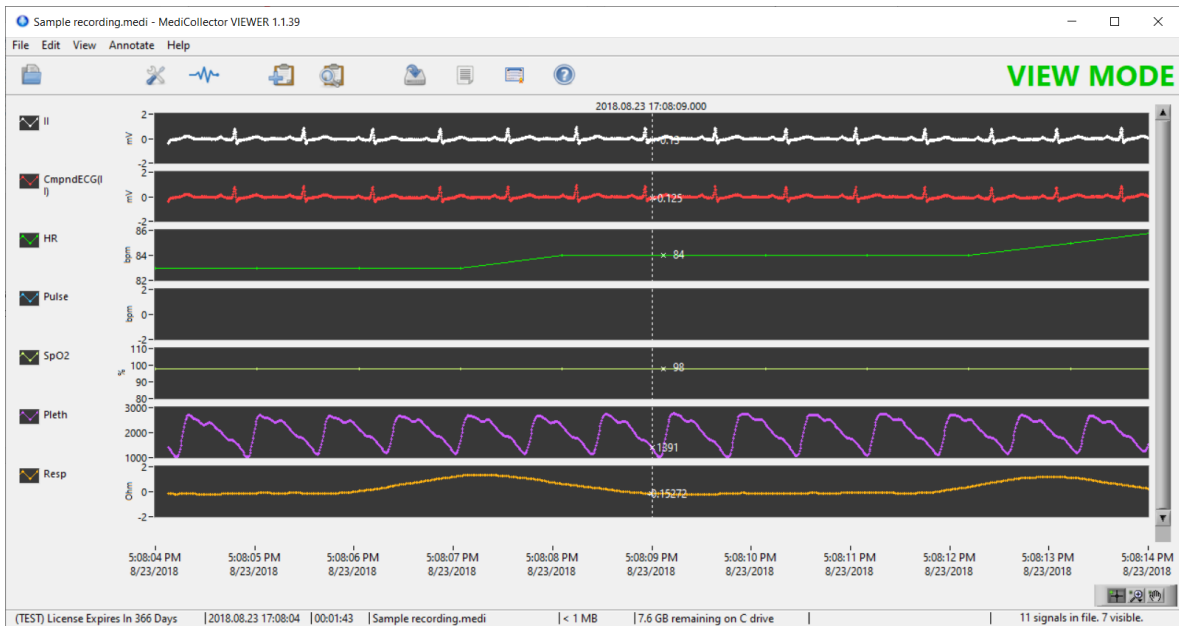 Sample recording.medi - MediCollector VIEWER 1.1.39
File Edit View Annotate Help
VIEW MODE
2018.08.23 17:08:09.000
II
mV
2
0
-2
-0.13
CmpndECG(I
I)
mV
2
0
-2
-0.125
HR
bpm
86
84
82
84
Pulse
bpm
2
0
-2
SpO2
%
110
100
90
80
98
Pleth
3000
2000
1000
1391
Resp
Ohm
2
0
-2
-0.15272
5:08:04 PM 5:08:05 PM 5:08:06 PM 5:08:07 PM 5:08:08 PM 5:08:09 PM 5:08:10 PM 5:08:11 PM 5:08:12 PM 5:08:13 PM 5:08:14 PM
8/23/2018 8/23/2018 8/23/2018 8/23/2018 8/23/2018 8/23/2018 8/23/2018 8/23/2018 8/23/2018 8/23/2018 8/23/2018
(TEST) License Expires In 366 Days 2018.08.23 17:08:04 00:01:43 Sample recording.medi < 1 MB 7.6 GB remaining on C drive 11 signals in file. 7 visible.